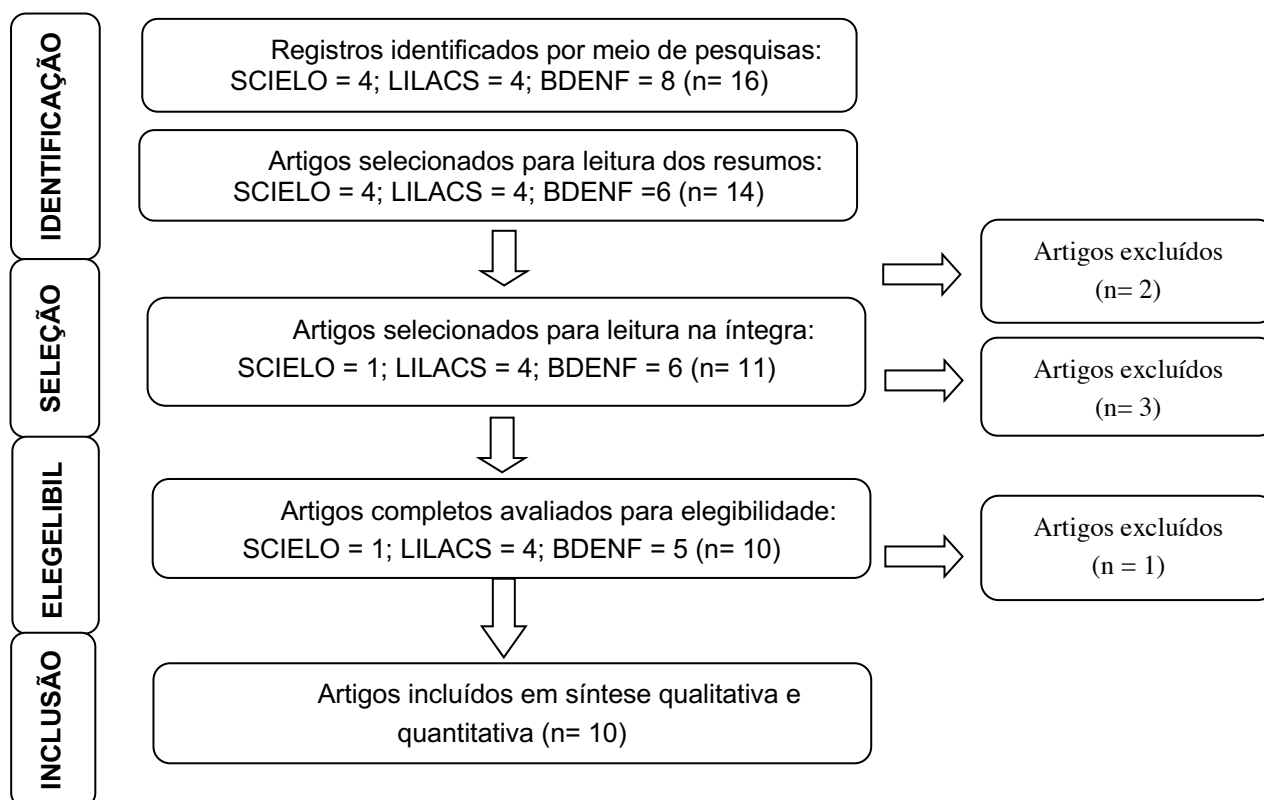 IDENTIFICAÇÃO
Registros identificados por meio de pesquisas:
SCIELO = 4; LILACS = 4; BDENF = 8 (n= 16)
Artigos selecionados para leitura dos resumos:
SCIELO = 4; LILACS = 4; BDENF =6 (n= 14)
Artigos excluídos
(n= 2)
SELEÇÃO
Artigos selecionados para leitura na íntegra:
SCIELO = 1; LILACS = 4; BDENF = 6 (n= 11)
Artigos excluídos
(n= 3)
ELEGELIBIL
Artigos completos avaliados para elegibilidade:
SCIELO = 1; LILACS = 4; BDENF = 5 (n= 10)
Artigos excluídos
(n = 1)
INCLUSÃO
Artigos incluídos em síntese qualitativa e
quantitativa (n= 10)